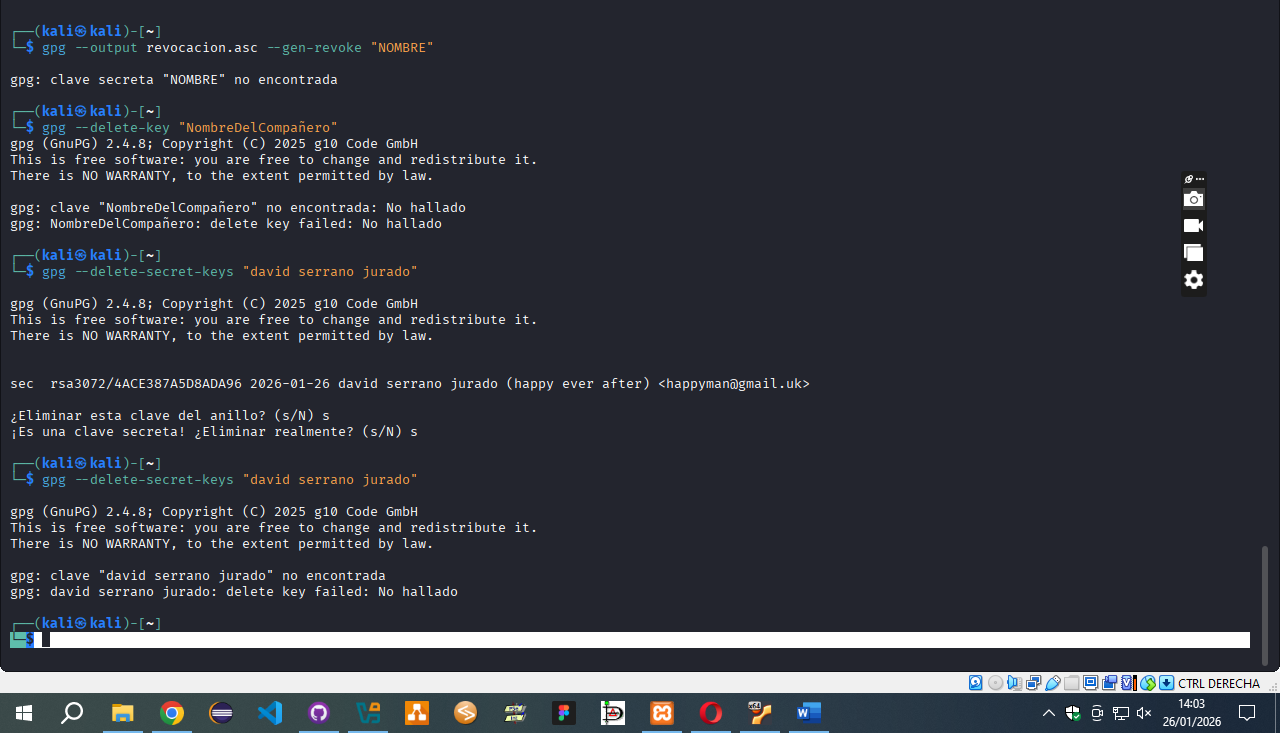 ┌──(kali㉿kali)-[~]
└─$ gpg --output revocacion.asc --gen-revoke "NOMBRE"
gpg: clave secreta "NOMBRE" no encontrada
┌──(kali㉿kali)-[~]
└─$ gpg --delete-key "NombreDelCompañero"
gpg (GnuPG) 2.4.8; Copyright (C) 2025 g10 Code GmbH
This is free software: you are free to change and redistribute it.
There is NO WARRANTY, to the extent permitted by law.
gpg: clave "NombreDelCompañero" no encontrada: No hallado
gpg: NombreDelCompañero: delete key failed: No hallado
┌──(kali㉿kali)-[~]
└─$ gpg --delete-secret-keys "david serrano jurado"
gpg (GnuPG) 2.4.8; Copyright (C) 2025 g10 Code GmbH
This is free software: you are free to change and redistribute it.
There is NO WARRANTY, to the extent permitted by law.
sec  rsa3072/4ACE387A5D8ADA96 2026-01-26 david serrano jurado (happy ever after) <happyman@gmail.uk>
¿Eliminar esta clave del anillo? (s/N) s
¡Es una clave secreta! ¿Eliminar realmente? (s/N) s
┌──(kali㉿kali)-[~]
└─$ gpg --delete-secret-keys "david serrano jurado"
gpg (GnuPG) 2.4.8; Copyright (C) 2025 g10 Code GmbH
This is free software: you are free to change and redistribute it.
There is NO WARRANTY, to the extent permitted by law.
gpg: clave "david serrano jurado" no encontrada
gpg: david serrano jurado: delete key failed: No hallado
┌──(kali㉿kali)-[~]
└─$
CTRL DERECHA
14:03
26/01/2026